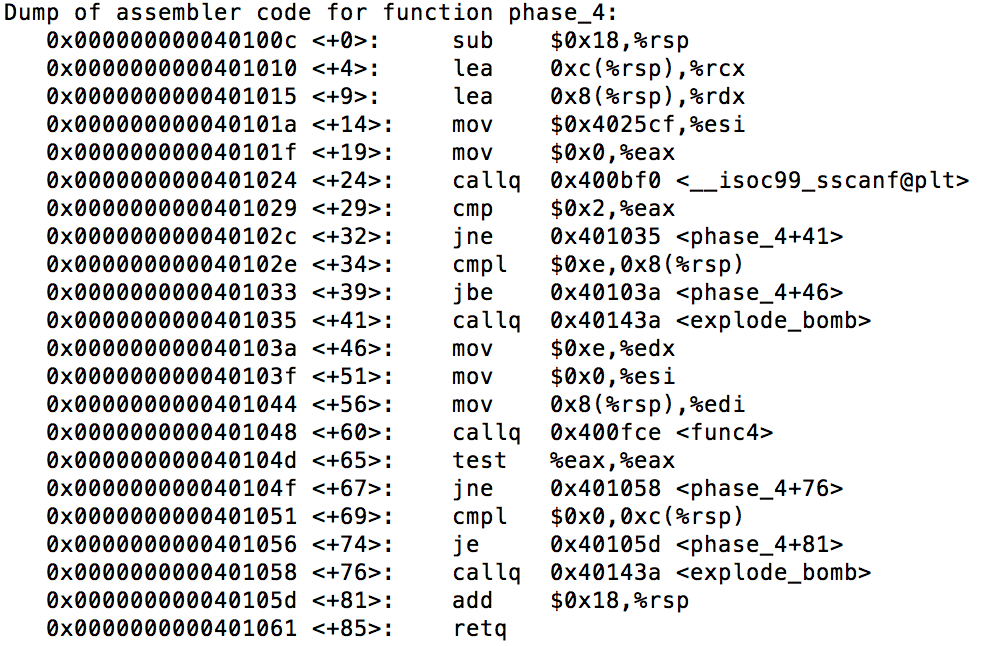 Dump of assembler code for function phase_4:
   0x000000000040100c <+0>:     sub    $0x18,%rsp
   0x0000000000401010 <+4>:     lea    0xc(%rsp),%rcx
   0x0000000000401015 <+9>:     lea    0x8(%rsp),%rdx
   0x000000000040101a <+14>:    mov    $0x4025cf,%esi
   0x000000000040101f <+19>:    mov    $0x0,%eax
   0x0000000000401024 <+24>:    callq  0x400bf0 <__isoc99_sscanf@plt>
   0x0000000000401029 <+29>:    cmp    $0x2,%eax
   0x000000000040102c <+32>:    jne    0x401035 <phase_4+41>
   0x000000000040102e <+34>:    cmpl   $0xe,0x8(%rsp)
   0x0000000000401033 <+39>:    jbe    0x40103a <phase_4+46>
   0x0000000000401035 <+41>:    callq  0x40143a <explode_bomb>
   0x000000000040103a <+46>:    mov    $0xe,%edx
   0x000000000040103f <+51>:    mov    $0x0,%esi
   0x0000000000401044 <+56>:    mov    0x8(%rsp),%edi
   0x0000000000401048 <+60>:    callq  0x400fce <func4>
   0x000000000040104d <+65>:    test   %eax,%eax
   0x000000000040104f <+67>:    jne    0x401058 <phase_4+76>
   0x0000000000401051 <+69>:    cmpl   $0x0,0xc(%rsp)
   0x0000000000401056 <+74>:    je     0x40105d <phase_4+81>
   0x0000000000401058 <+76>:    callq  0x40143a <explode_bomb>
   0x000000000040105d <+81>:    add    $0x18,%rsp
   0x0000000000401061 <+85>:    retq